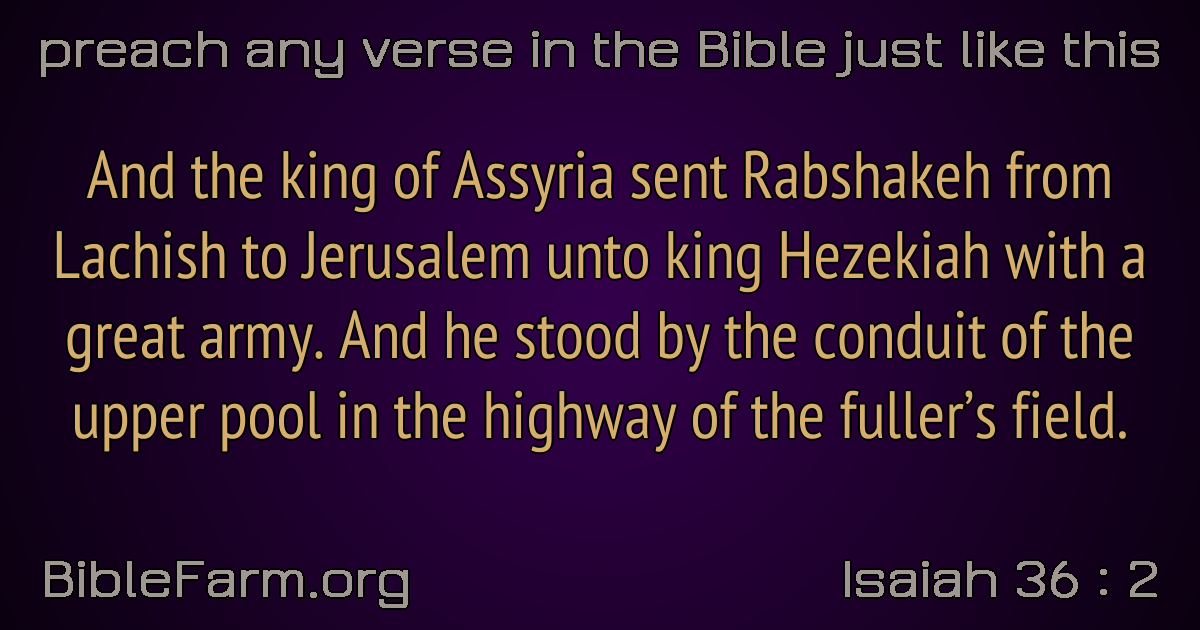 preach any verse in the Bible just like this
And the king of Assyria sent Rabshakeh from
Lachish to Jerusalem unto king Hezekiah with a
great army. And he stood by the conduit of the
upper pool in the highway of the fuller’s field.
BibleFarm.org
Isaiah 36 : 2